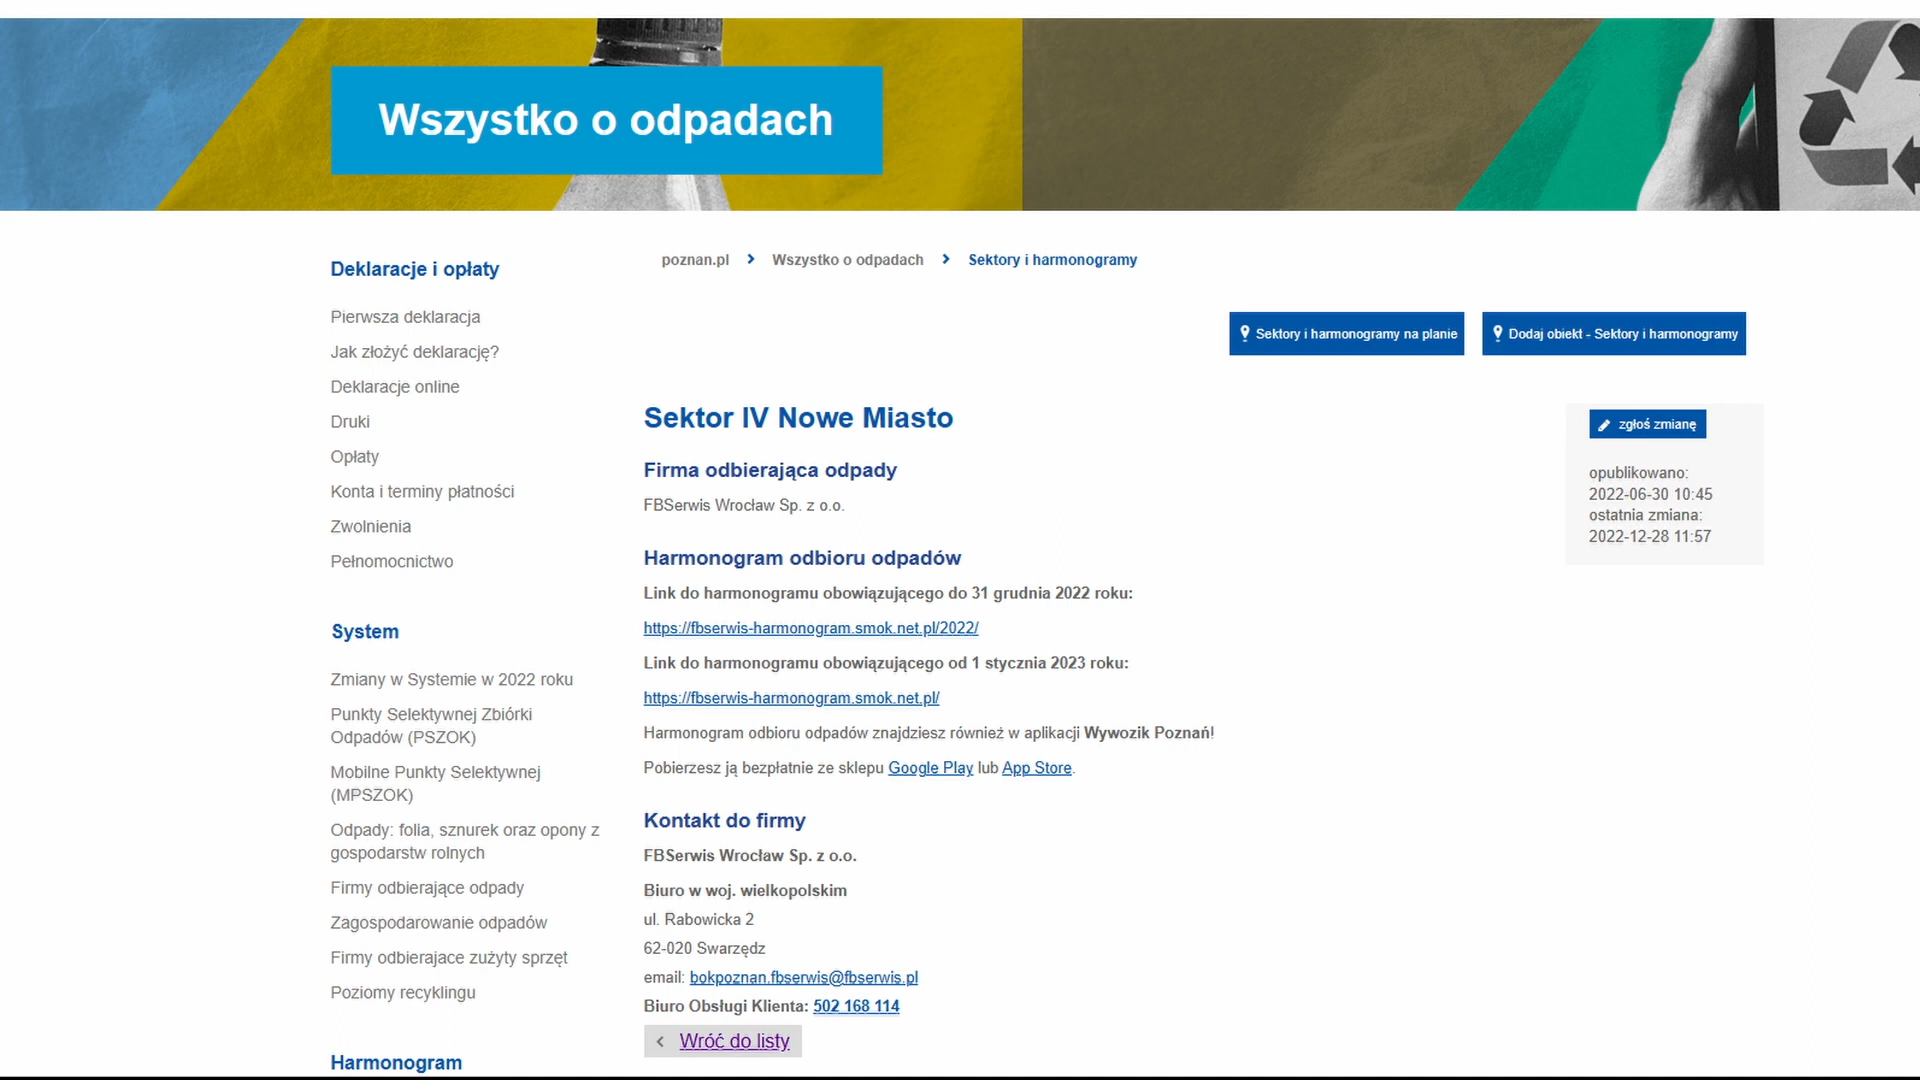 Wszystko o odpadach
poznan.pl > Wszystko o odpadach > Sektory i harmonogramy
Deklaracje i opłaty
Pierwsza deklaracja
Jak złożyć deklarację?
Deklaracje online
Druki
Opłaty
Konta i terminy płatności
Zwolnienia
Pełnomocnictwo
System
Zmiany w Systemie w 2022 roku
Punkty Selektywnej Zbiórki
Odpadów (PSZOK)
Mobilne Punkty Selektywnej
(MPSZOK)
Odpady: folia, sznurek oraz opony z
gospodarstw rolnych
Firmy odbierające odpady
Zagospodarowanie odpadów
Firmy odbierajace zużyty sprzęt
Poziomy recyklingu
Harmonogram
Sektory i harmonogramy na planie
Dodaj obiekt - Sektory i harmonogramy
Sektor IV Nowe Miasto
Firma odbierająca odpady
FBSerwis Wrocław Sp. z o.o.
Harmonogram odbioru odpadów
Link do harmonogramu obowiązującego do 31 grudnia 2022 roku:
https://fbserwis-harmonogram.smok.net.pl/2022/
Link do harmonogramu obowiązującego od 1 stycznia 2023 roku:
https://fbserwis-harmonogram.smok.net.pl/
Harmonogram odbioru odpadów znajdziesz również w aplikacji Wywozik Poznań!
Pobierzesz ją bezpłatnie ze sklepu Google Play lub App Store.
Kontakt do firmy
FBSerwis Wrocław Sp. z o.o.
Biuro w woj. wielkopolskim
ul. Rabowicka 2
62-020 Swarzędz
email: bokpoznan.fbserwis@fbserwis.pl
Biuro Obsługi Klienta: 502 168 114
Wróć do listy
zgłoś zmianę
opublikowano:
2022-06-30 10:45
ostatnia zmiana:
2022-12-28 11:57